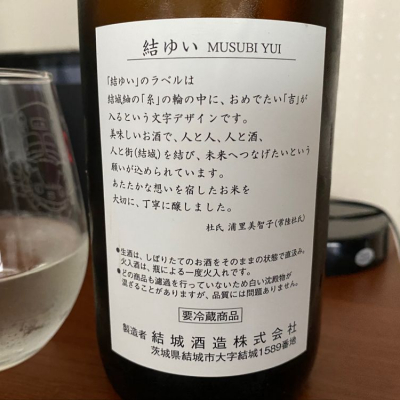 結ゆい MUSUBI YUI
「結ゆい」のラベルは
結城紬の「糸」の輪の中に、おめでたい「吉」が
入るという文字デザインです。
美味しいお酒で、人と人、人と酒、
人と街(結城)を結び、未来へつなげたいという
願いが込められています。
あたたかな想いを宿したお米を
大切に、丁寧に醸しました。
杜氏 浦里美智子(常陸杜氏)
●生酒は、しぼりたてのお酒をそのままの状態で直汲み。
火入酒は、瓶による一度火入れです。
●どの商品も濾過を行っていないため白い沈殿物が
混ざることがありますが、品質には問題ありません。
要冷蔵商品
製造者 結城酒造株式会社
茨城県結城市大字結城1589番地